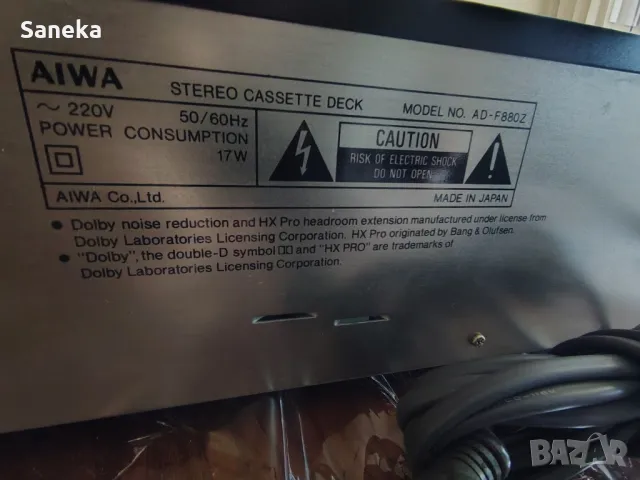 Saneka
AIWA STEREO CASSETTE DECK MODEL NO. AD-F880Z
~ 220V 50/60Hz
POWER CONSUMPTION
17W
CAUTION
RISK OF ELECTRIC SHOCK
DO NOT OPEN
AIWA Co.,Ltd. MADE IN JAPAN
• Dolby noise reduction and HX Pro headroom extension manufactured under license from
Dolby Laboratories Licensing Corporation. HX Pro originated by Bang & Olufsen.
• "Dolby", the double-D symbol and "HX PRO" are trademarks of
Dolby Laboratories Licensing Corporation.
BAZAR